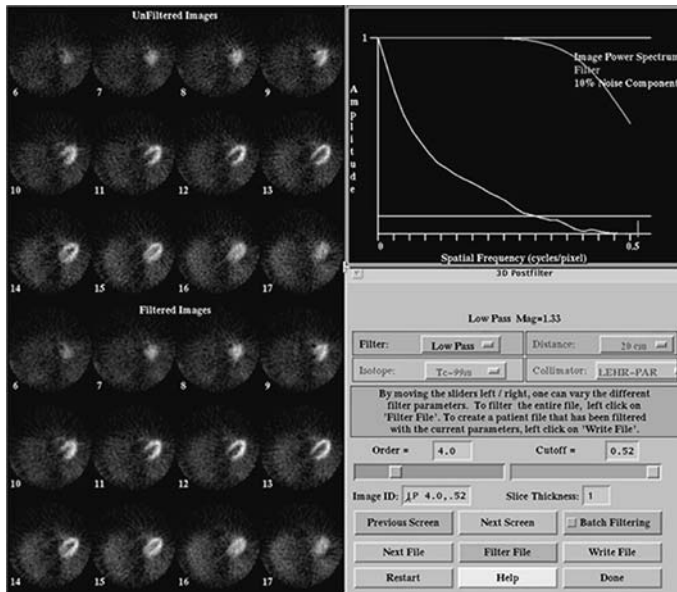 UnFiltered Images
6 7 8 9
10 11 12 13
14 15 16 17
Filtered Images
6 7 8 9
10 11 12 13
14 15 16 17
1
Amplitude
Image Power Spectrum
Filter
10% Noise Component
0 0.5
Spatial Frequency (cycles/pixel)
3D Postfilter
Low Pass Mag=1.33
Filter: Low Pass Distance: 20 cm
Isotope: Tc-99m Collimator: LEHR-PAR
By moving the sliders left / right, one can vary the different
filter parameters. To filter the entire file, left click on
'Filter File'. To create a patient file that has been filtered
with the current parameters, left click on 'Write File'.
Order = 4.0 Cutoff = 0.52
Image ID: LP 4.0,.52 Slice Thickness: 1
Previous Screen Next Screen Batch Filtering
Next File Filter File Write File
Restart Help Done